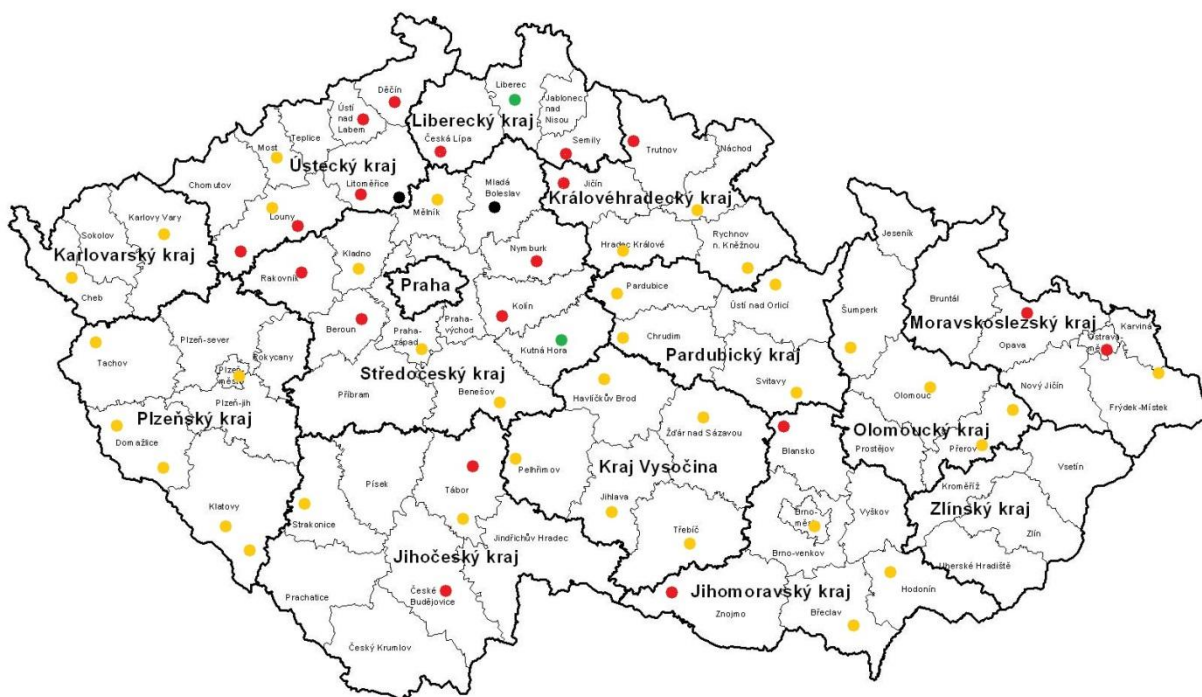 Děčín
Liberec
Ústí
nad
Labem
Jablonec
nad
Nisou
Liberecký kraj
Teplice
Česká Lípa
Semily
Trutnov
Náchod
Most
Ústecký kraj
Chomutov
Litoměřice
Mladá
Boleslav
Jičín
Královéhradecký kraj
Mělník
Louny
Karlovy Vary
Sokolov
Karlovarský kraj
Cheb
Jeseník
Rychnov
n. Kněžnou
Hradec Králové
Nymburk
Kladno
Rakovník
Praha
Pardubice
Ústí nad Orlicí
Kolín
Šumperk
Bruntál
Moravskoslezský kraj
Karviná
Ostrava-
město
Opava
Beroun
Praha-
západ
Praha-
východ
Kutná Hora
Chrudim
Pardubický kraj
Plzeň-sever
Rokycany
Tachov
Plzeň-
město
Středočeský kraj
Benešov
Příbram
Havlíčkův Brod
Svitavy
Olomouc
Nový Jičín
Frýdek-Místek
Plzeň-jih
Plzeňský kraj
Domažlice
Žďár nad Sázavou
Olomoucký kraj
Blansko
Prostějov
Přerov
Vsetín
Kraj Vysočina
Pelhřimov
Písek
Tábor
Kroměříž
Klatovy
Jihlava
Strakonice
Třebíč
Brno-
město
Vyškov
Zlínský kraj
Zlín
Jindřichův Hradec
Jihočeský kraj
Brno-venkov
Uherské Hradiště
Prachatice
České
Budějovice
Jihomoravský kraj
Hodonín
Znojmo
Břeclav
Český Krumlov